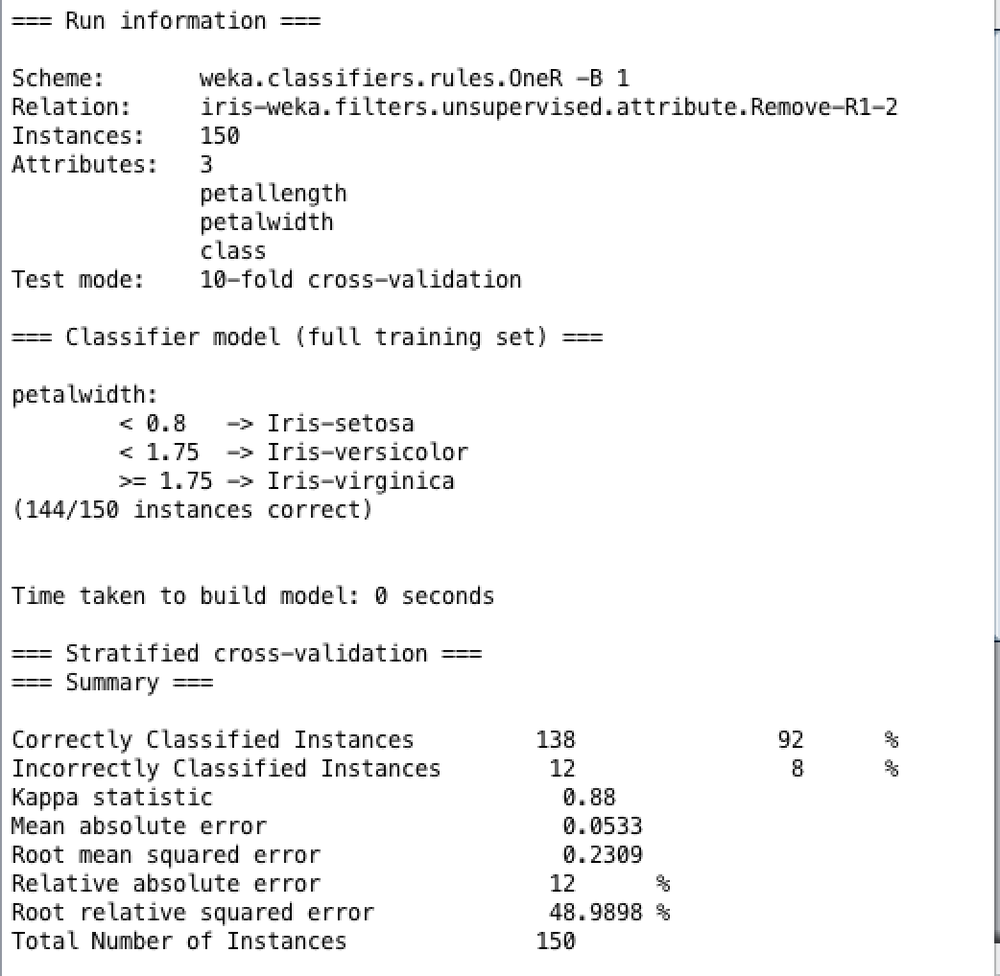 === Run information ===
Scheme: weka.classifiers.rules.OneR -B 1
Relation: iris-weka.filters.unsupervised.attribute.Remove-R1-2
Instances: 150
Attributes: 3
petallength
petalwidth
class
Test mode: 10-fold cross-validation
=== Classifier model (full training set) ===
petalwidth:
< 0.8 -> Iris-setosa
< 1.75 -> Iris-versicolor
>= 1.75 -> Iris-virginica
(144/150 instances correct)
Time taken to build model: 0 seconds
=== Stratified cross-validation ===
=== Summary ===
Correctly Classified Instances 138 92 %
Incorrectly Classified Instances 12 8 %
Kappa statistic 0.88
Mean absolute error 0.0533
Root mean squared error 0.2309
Relative absolute error 12 %
Root relative squared error 48.9898 %
Total Number of Instances 150